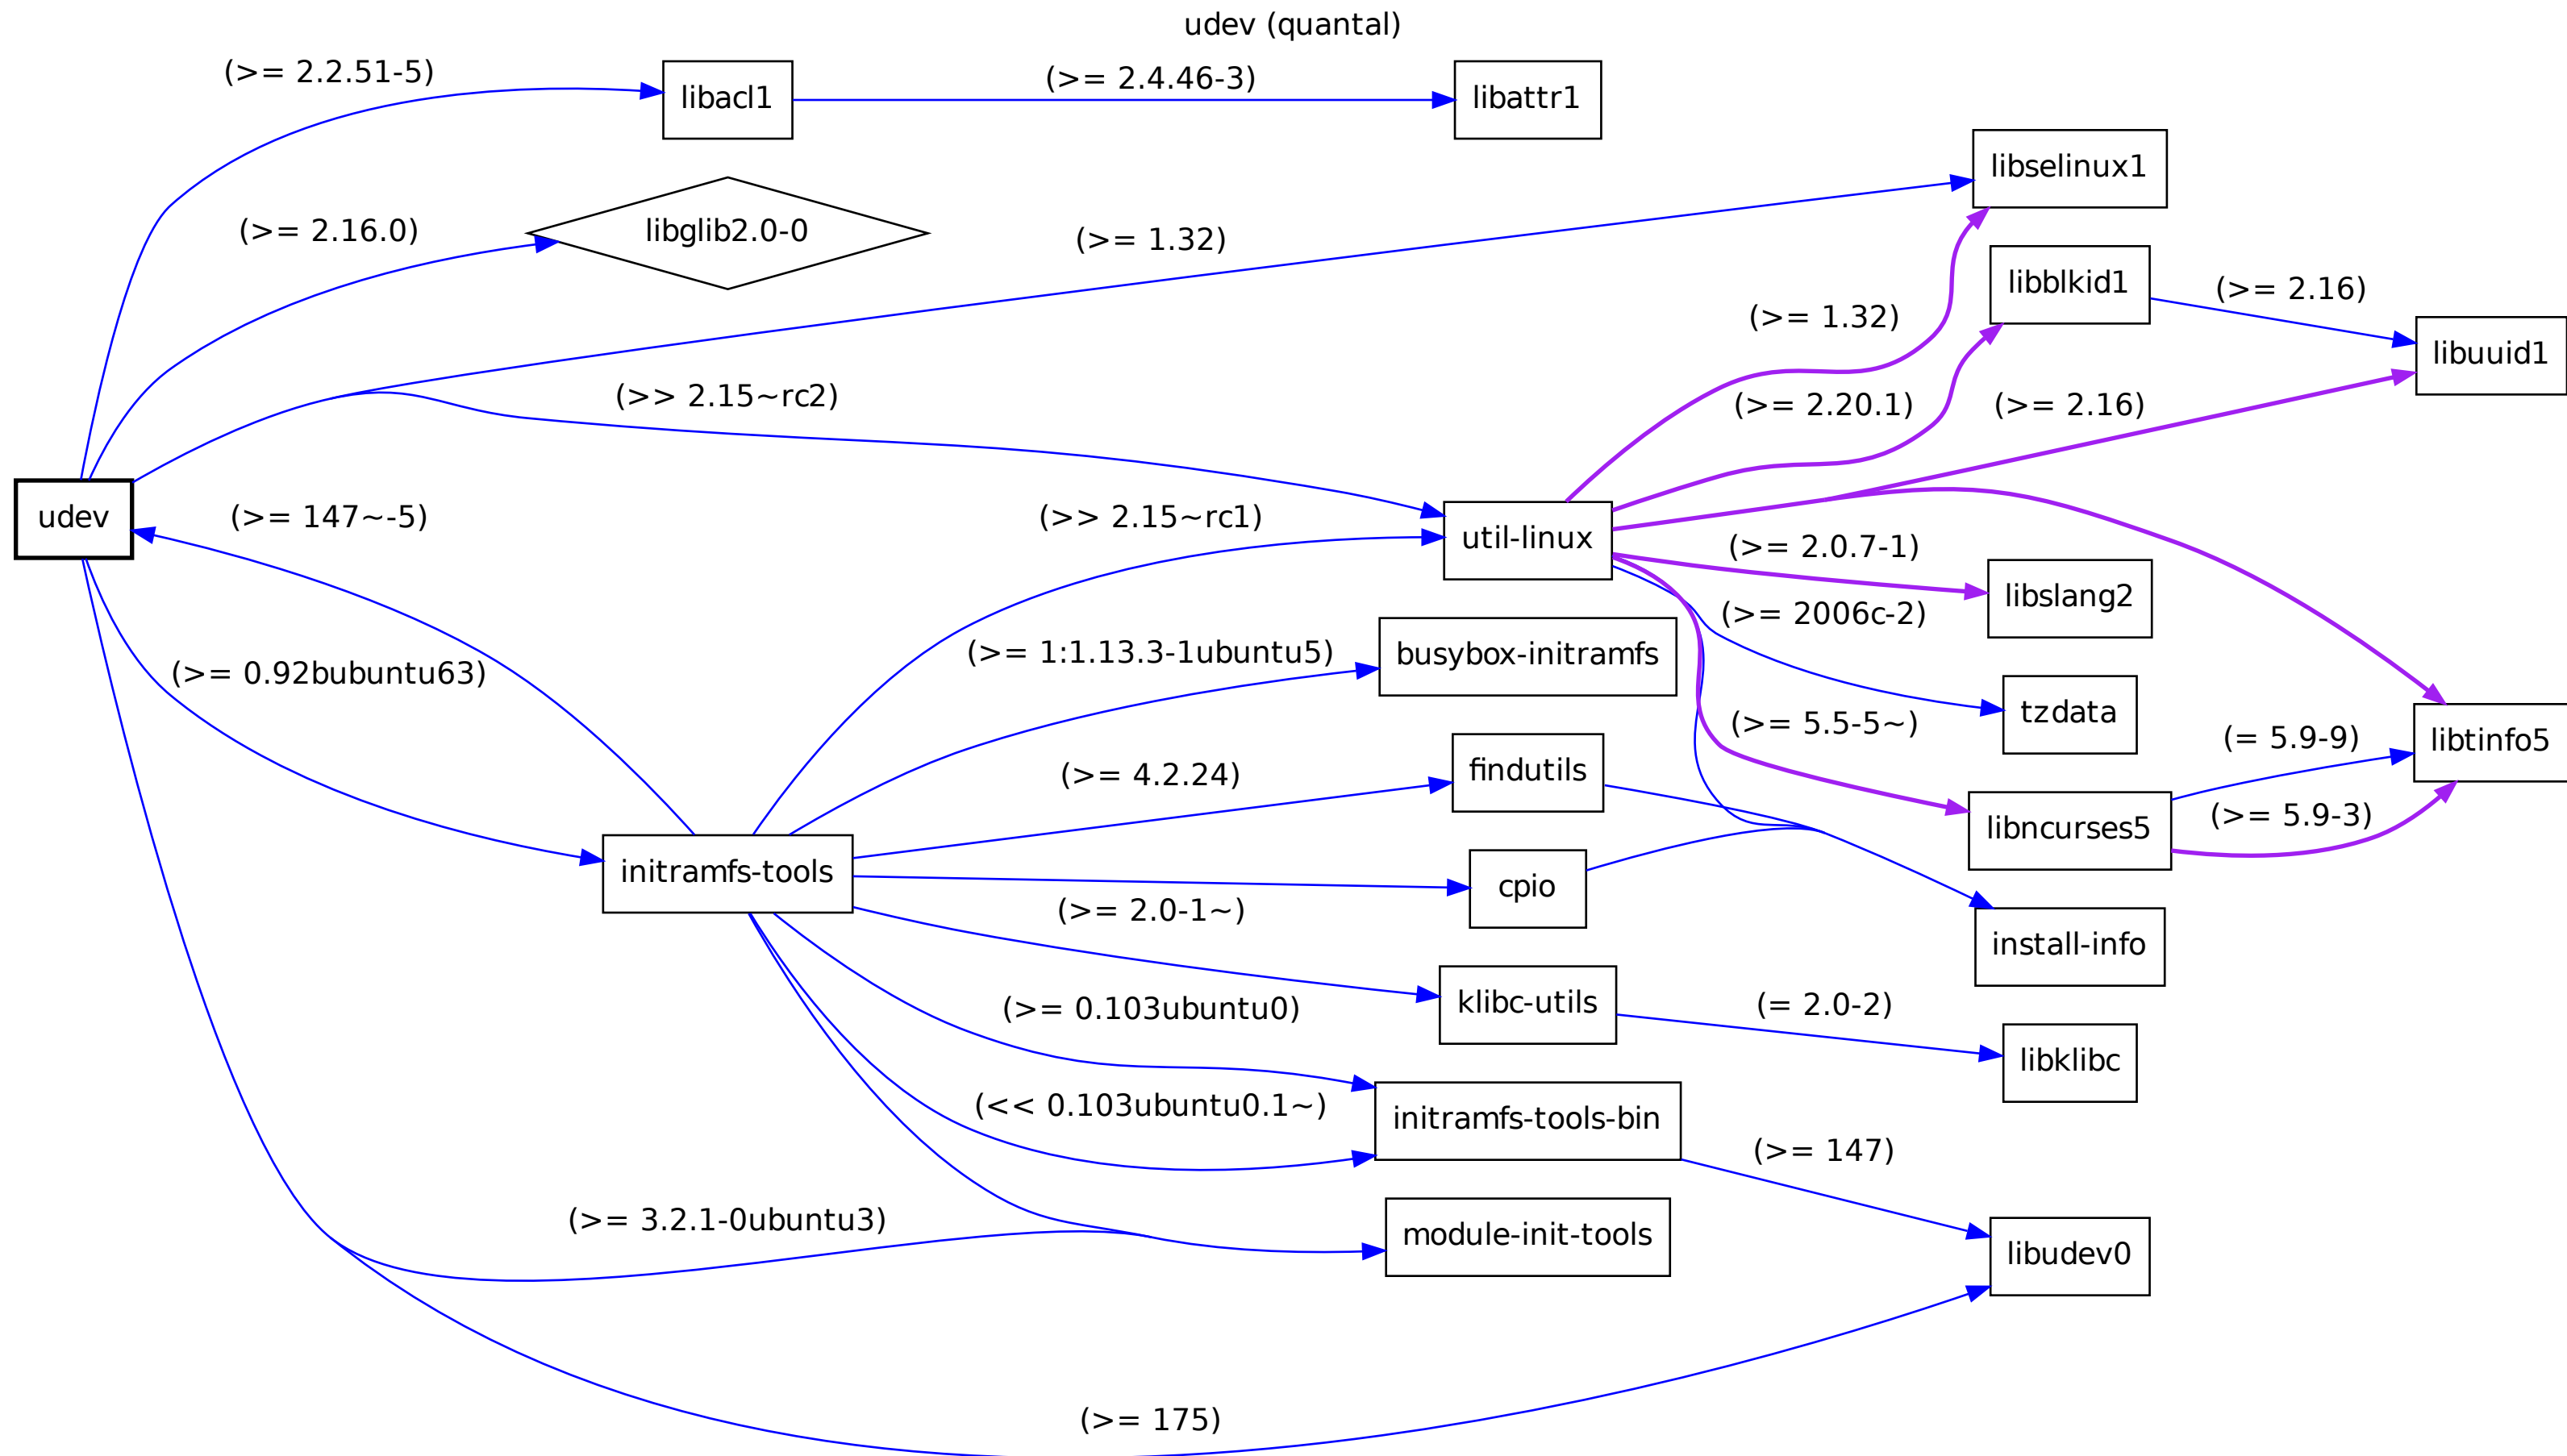 udev (quantal)
(>= 2.2.51-5)
libacl1
(>= 2.4.46-3)
libattr1
libselinux1
(>= 2.16.0)
libglib2.0-0
(>= 1.32)
libblkid1
(>= 2.16)
(>= 1.32)
libuuid1
(>> 2.15~rc2)
(>= 2.20.1)
(>= 2.16)
udev
(>= 147~-5)
(>> 2.15~rc1)
util-linux
(>= 2.0.7-1)
libslang2
(>= 2006c-2)
(>= 0.92bubuntu63)
(>= 1:1.13.3-1ubuntu5)
busybox-initramfs
tzdata
(>= 5.5-5~)
(= 5.9-9)
libtinfo5
(>= 4.2.24)
findutils
libncurses5
(>= 5.9-3)
initramfs-tools
cpio
(>= 2.0-1~)
install-info
klibc-utils
(= 2.0-2)
(>= 0.103ubuntu0)
libklibc
(<< 0.103ubuntu0.1~)
initramfs-tools-bin
(>= 147)
(>= 3.2.1-0ubuntu3)
module-init-tools
libudev0
(>= 175)